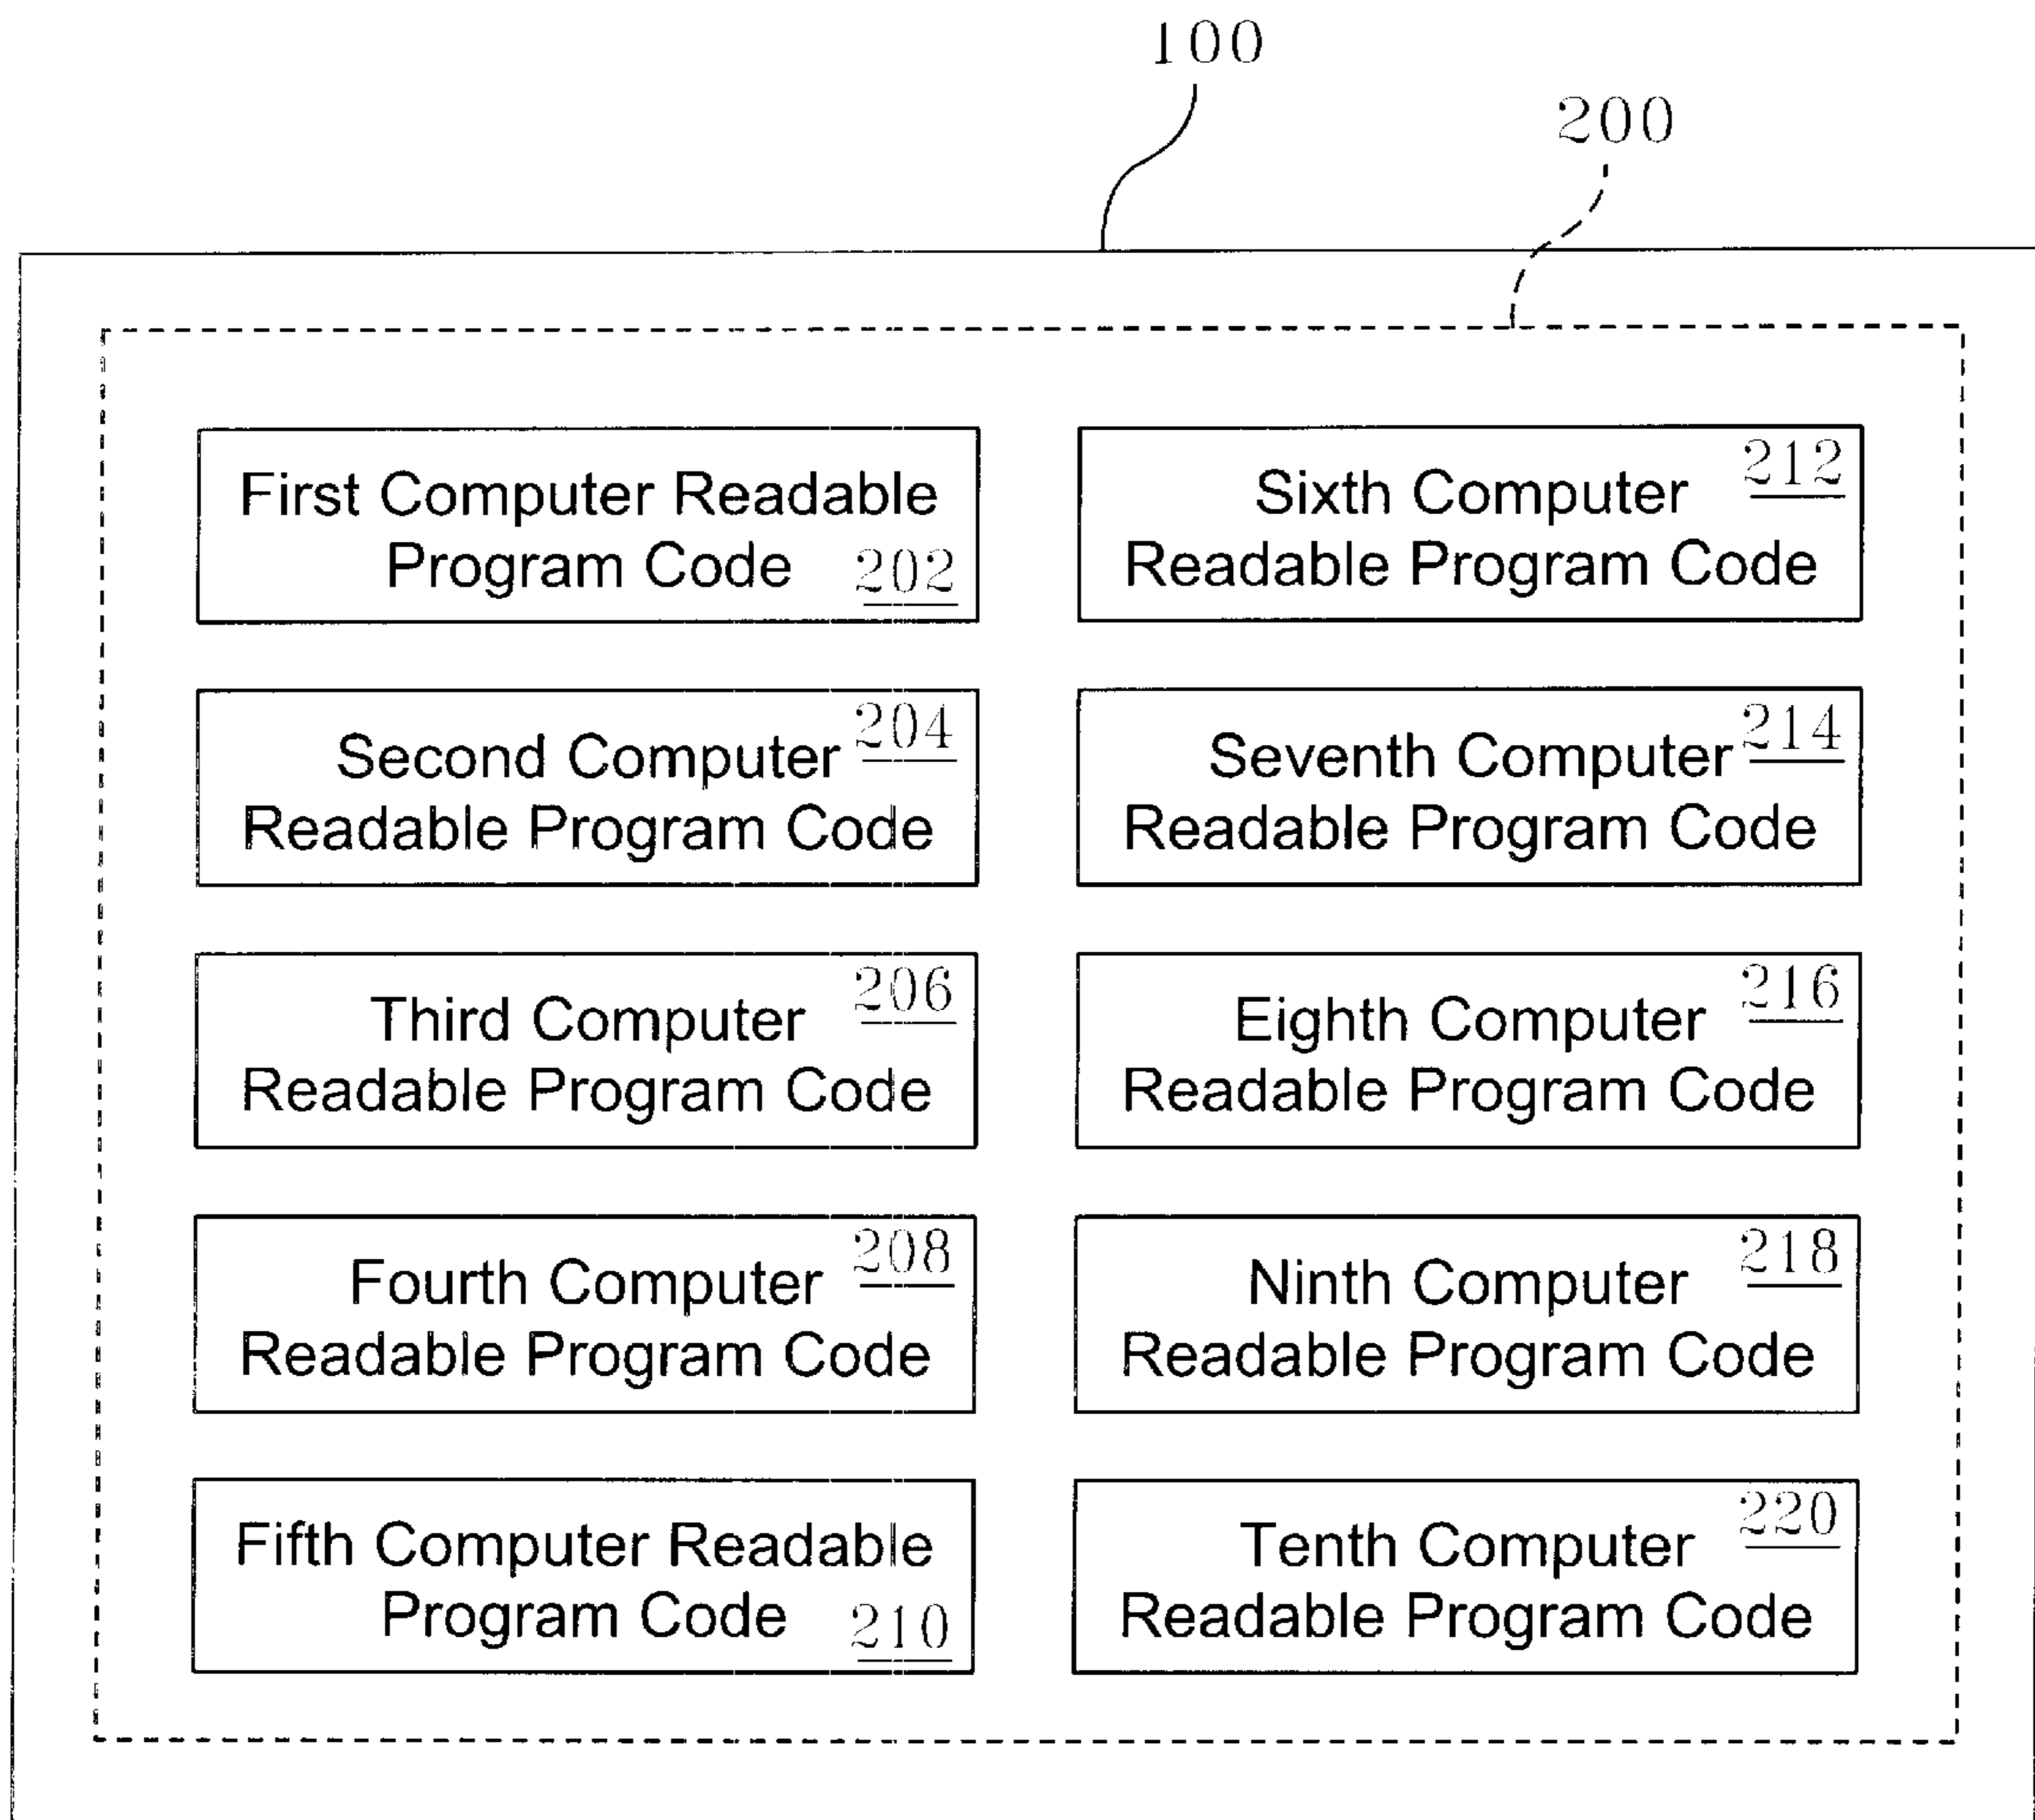 100
200
First Computer Readable
Program Code 202
Sixth Computer 212
Readable Program Code
Second Computer 204
Readable Program Code
Seventh Computer 214
Readable Program Code
Third Computer 206
Readable Program Code
Eighth Computer 216
Readable Program Code
Fourth Computer 208
Readable Program Code
Ninth Computer 218
Readable Program Code
Fifth Computer Readable
Program Code 210
Tenth Computer 220
Readable Program Code